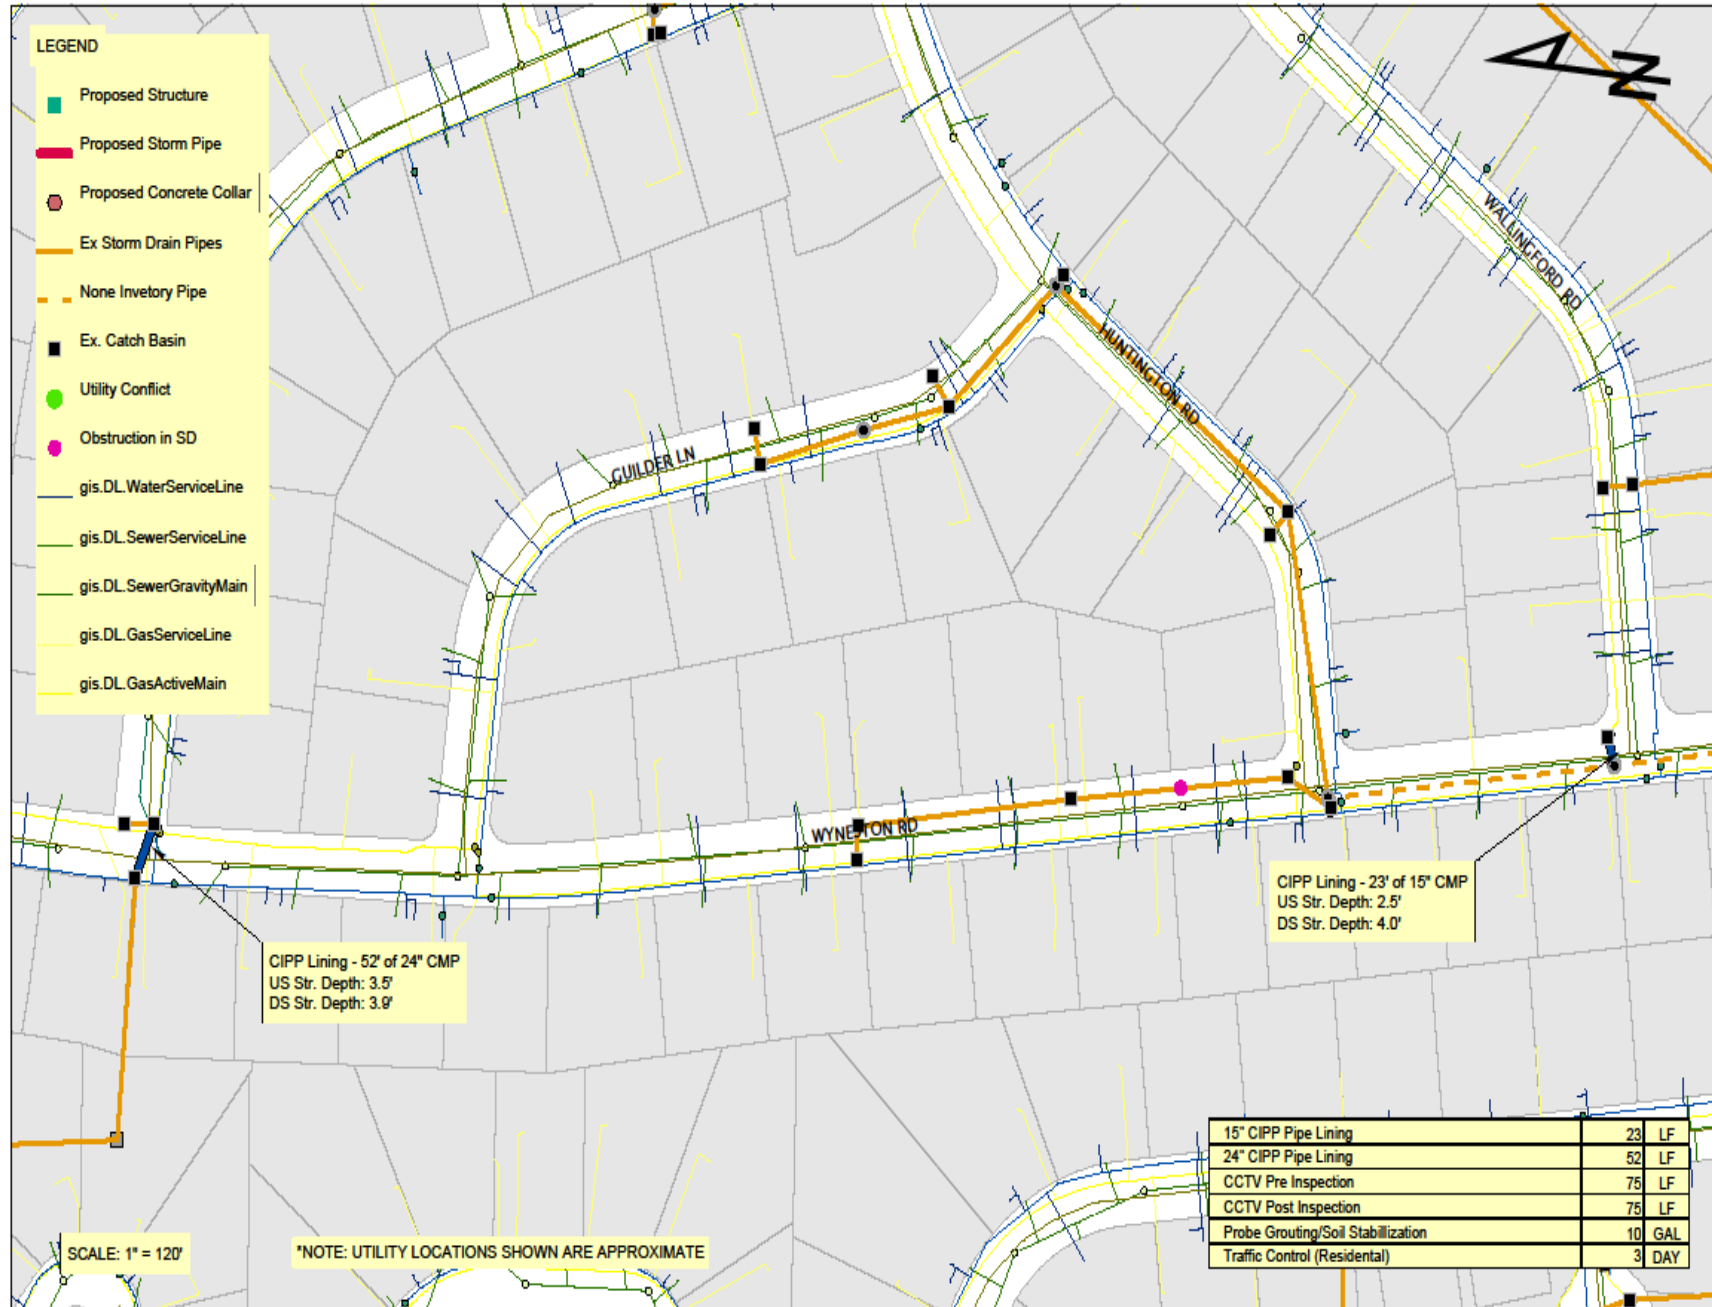 LEGEND
Proposed Structure
Proposed Storm Pipe
Proposed Concrete Collar
Ex Storm Drain Pipes
None Invetory Pipe
Ex. Catch Basin
Utility Conflict
Obstruction in SD
gis.DL.WaterServiceLine
gis.DL.SewerServiceLine
gis.DL.SewerGravityMain
gis.DL.GasServiceLine
gis.DL.GasActiveMain
N
WALLINGFORD RD
HUNTINGTON RD
GUILDER LN
WYNESTON RD
CIPP Lining - 23' of 15" CMP
US Str. Depth: 2.5'
DS Str. Depth: 4.0'
CIPP Lining - 52' of 24" CMP
US Str. Depth: 3.5'
DS Str. Depth: 3.9'
15" CIPP Pipe Lining 23 LF
24" CIPP Pipe Lining 52 LF
CCTV Pre Inspection 75 LF
CCTV Post Inspection 75 LF
Probe Grouting/Soil Stabillization 10 GAL
Traffic Control (Residental) 3 DAY
SCALE: 1" = 120'
*NOTE: UTILITY LOCATIONS SHOWN ARE APPROXIMATE